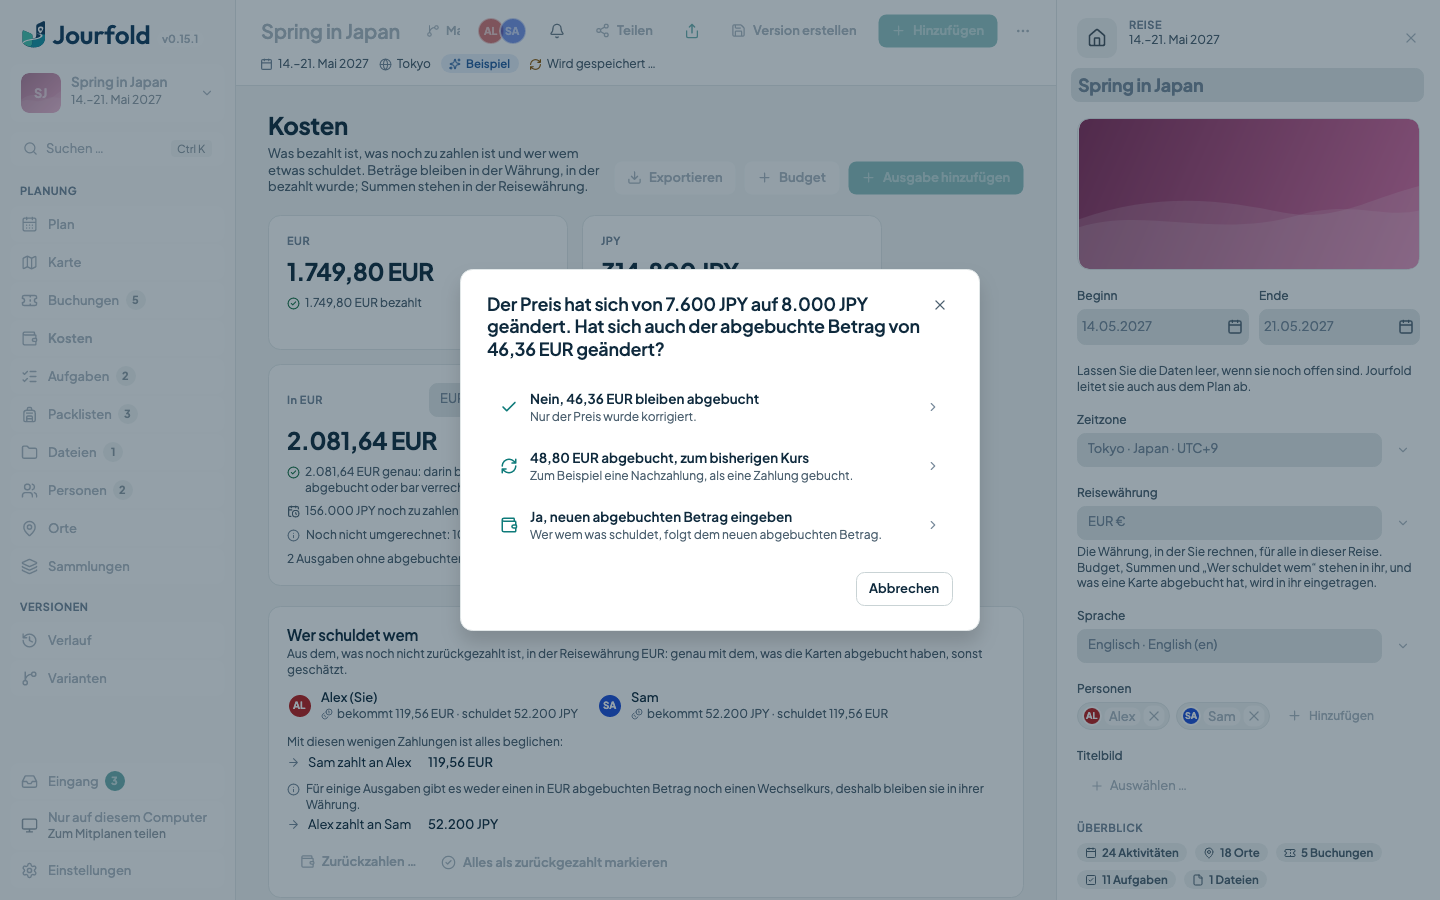 Jourfold v0.15.1
SJ
Spring in Japan
14.–21. Mai 2027
Suchen …
Ctrl K
PLANUNG
Plan
Karte
Buchungen 5
Kosten
Aufgaben 2
Packlisten 3
Dateien 1
Personen 2
Orte
Sammlungen
VERSIONEN
Verlauf
Varianten
Eingang 3
Nur auf diesem Computer
Zum Mitplanen teilen
Einstellungen
Spring in Japan
AL SA
Teilen
Version erstellen
Hinzufügen
14.–21. Mai 2027 Tokyo Beispiel Wird gespeichert …
Kosten
Was bezahlt ist, was noch zu zahlen ist und wer wem
etwas schuldet. Beträge bleiben in der Währung, in der
bezahlt wurde; Summen stehen in der Reisewährung.
Exportieren
Budget
Ausgabe hinzufügen
EUR
1.749,80 EUR
1.749,80 EUR bezahlt
JPY
314.800 JPY
In EUR
2.081,64 EUR
2.081,64 EUR genau: darin
abgebucht oder bar
156.000 JPY noch zu zahlen
Noch nicht umgerechnet:
2 Ausgaben ohne
Der Preis hat sich von 7.600 JPY auf 8.000 JPY
geändert. Hat sich auch der abgebuchte Betrag von
46,36 EUR geändert?
Nein, 46,36 EUR bleiben abgebucht
Nur der Preis wurde korrigiert.
48,80 EUR abgebucht, zum bisherigen Kurs
Zum Beispiel eine Nachzahlung, als eine Zahlung gebucht.
Ja, neuen abgebuchten Betrag eingeben
Wer wem was schuldet, folgt dem neuen abgebuchten Betrag.
Abbrechen
Wer schuldet wem
Aus dem, was noch nicht zurückgezahlt ist, in der Reisewährung EUR: genau mit dem, was die Karten abgebucht haben, sonst
geschätzt.
AL Alex (Sie)
bekommt 119,56 EUR · schuldet 52.200 JPY
SA Sam
bekommt 52.200 JPY · schuldet 119,56 EUR
Mit diesen wenigen Zahlungen ist alles beglichen:
Sam zahlt an Alex 119,56 EUR
Für einige Ausgaben gibt es weder einen in EUR abgebuchten Betrag noch einen Wechselkurs, deshalb bleiben sie in ihrer
Währung.
Alex zahlt an Sam 52.200 JPY
Zurückzahlen …
Alles als zurückgezahlt markieren
REISE
14.–21. Mai 2027
Spring in Japan
Beginn
14.05.2027
Ende
21.05.2027
Lassen Sie die Daten leer, wenn sie noch offen sind. Jourfold
leitet sie auch aus dem Plan ab.
Zeitzone
Tokyo · Japan · UTC+9
Reisewährung
EUR €
Die Währung, in der Sie rechnen, für alle in dieser Reise.
Budget, Summen und „Wer schuldet wem“ stehen in ihr, und
was eine Karte abgebucht hat, wird in ihr eingetragen.
Sprache
Englisch · English (en)
Personen
AL Alex
SA Sam
Hinzufügen
Titelbild
Auswählen …
ÜBERBLICK
24 Aktivitäten 18 Orte 5 Buchungen
11 Aufgaben 1 Dateien